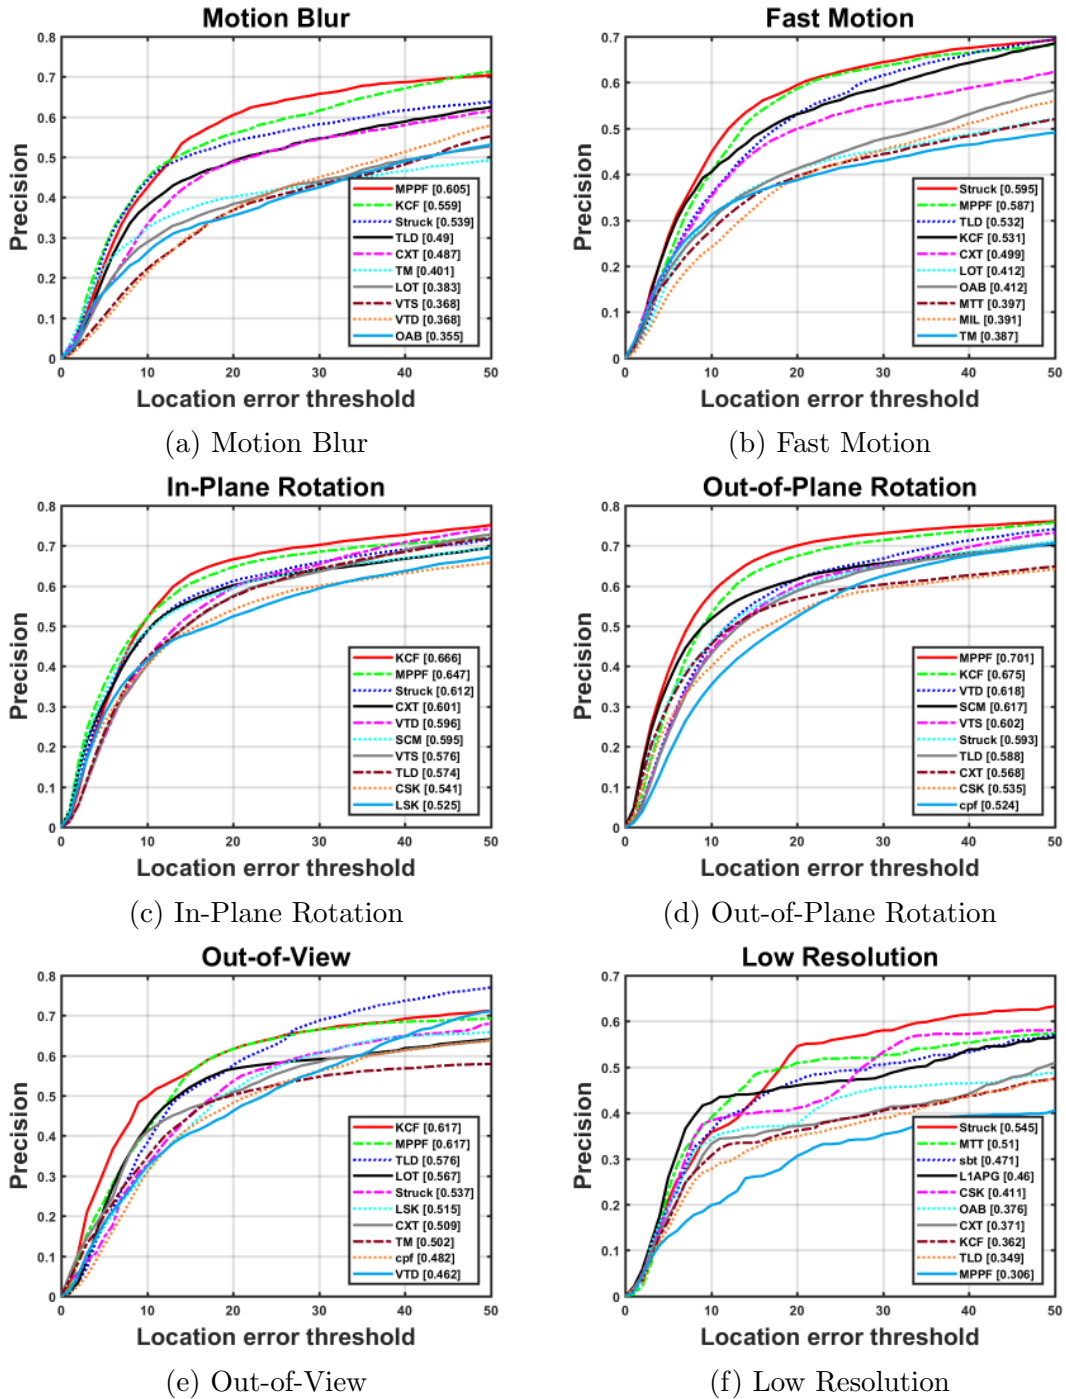 Motion Blur
Precision
0.8
0.7
0.6
0.5
0.4
0.3
0.2
0.1
0
MPPF [0.605]
KCF [0.559]
Struck [0.539]
TLD [0.49]
CXT [0.487]
TM [0.401]
LOT [0.383]
VTS [0.368]
VTD [0.368]
OAB [0.355]
0 10 20 30 40 50
Location error threshold
(a) Motion Blur
Fast Motion
Precision
0.7
0.6
0.5
0.4
0.3
0.2
0.1
0
Struck [0.595]
MPPF [0.587]
TLD [0.532]
KCF [0.531]
CXT [0.499]
LOT [0.412]
OAB [0.412]
MTT [0.397]
MIL [0.391]
TM [0.387]
0 10 20 30 40 50
Location error threshold
(b) Fast Motion
In-Plane Rotation
Precision
0.8
0.7
0.6
0.5
0.4
0.3
0.2
0.1
0
KCF [0.666]
MPPF [0.647]
Struck [0.612]
CXT [0.601]
VTD [0.596]
SCM [0.595]
VTS [0.576]
TLD [0.574]
CSK [0.541]
LSK [0.525]
0 10 20 30 40 50
Location error threshold
(c) In-Plane Rotation
Out-of-Plane Rotation
Precision
0.8
0.7
0.6
0.5
0.4
0.3
0.2
0.1
0
MPPF [0.701]
KCF [0.675]
VTD [0.618]
SCM [0.617]
VTS [0.602]
Struck [0.593]
TLD [0.588]
CXT [0.568]
CSK [0.535]
cpf [0.524]
0 10 20 30 40 50
Location error threshold
(d) Out-of-Plane Rotation
Out-of-View
Precision
0.8
0.7
0.6
0.5
0.4
0.3
0.2
0.1
0
KCF [0.617]
MPPF [0.617]
TLD [0.576]
LOT [0.567]
Struck [0.537]
LSK [0.515]
CXT [0.509]
TM [0.502]
cpf [0.482]
VTD [0.462]
0 10 20 30 40 50
Location error threshold
(e) Out-of-View
Low Resolution
Precision
0.7
0.6
0.5
0.4
0.3
0.2
0.1
0
Struck [0.545]
MTT [0.51]
sbt [0.471]
L1APG [0.46]
CSK [0.411]
OAB [0.376]
CXT [0.371]
KCF [0.362]
TLD [0.349]
MPPF [0.306]
0 10 20 30 40 50
Location error threshold
(f) Low Resolution